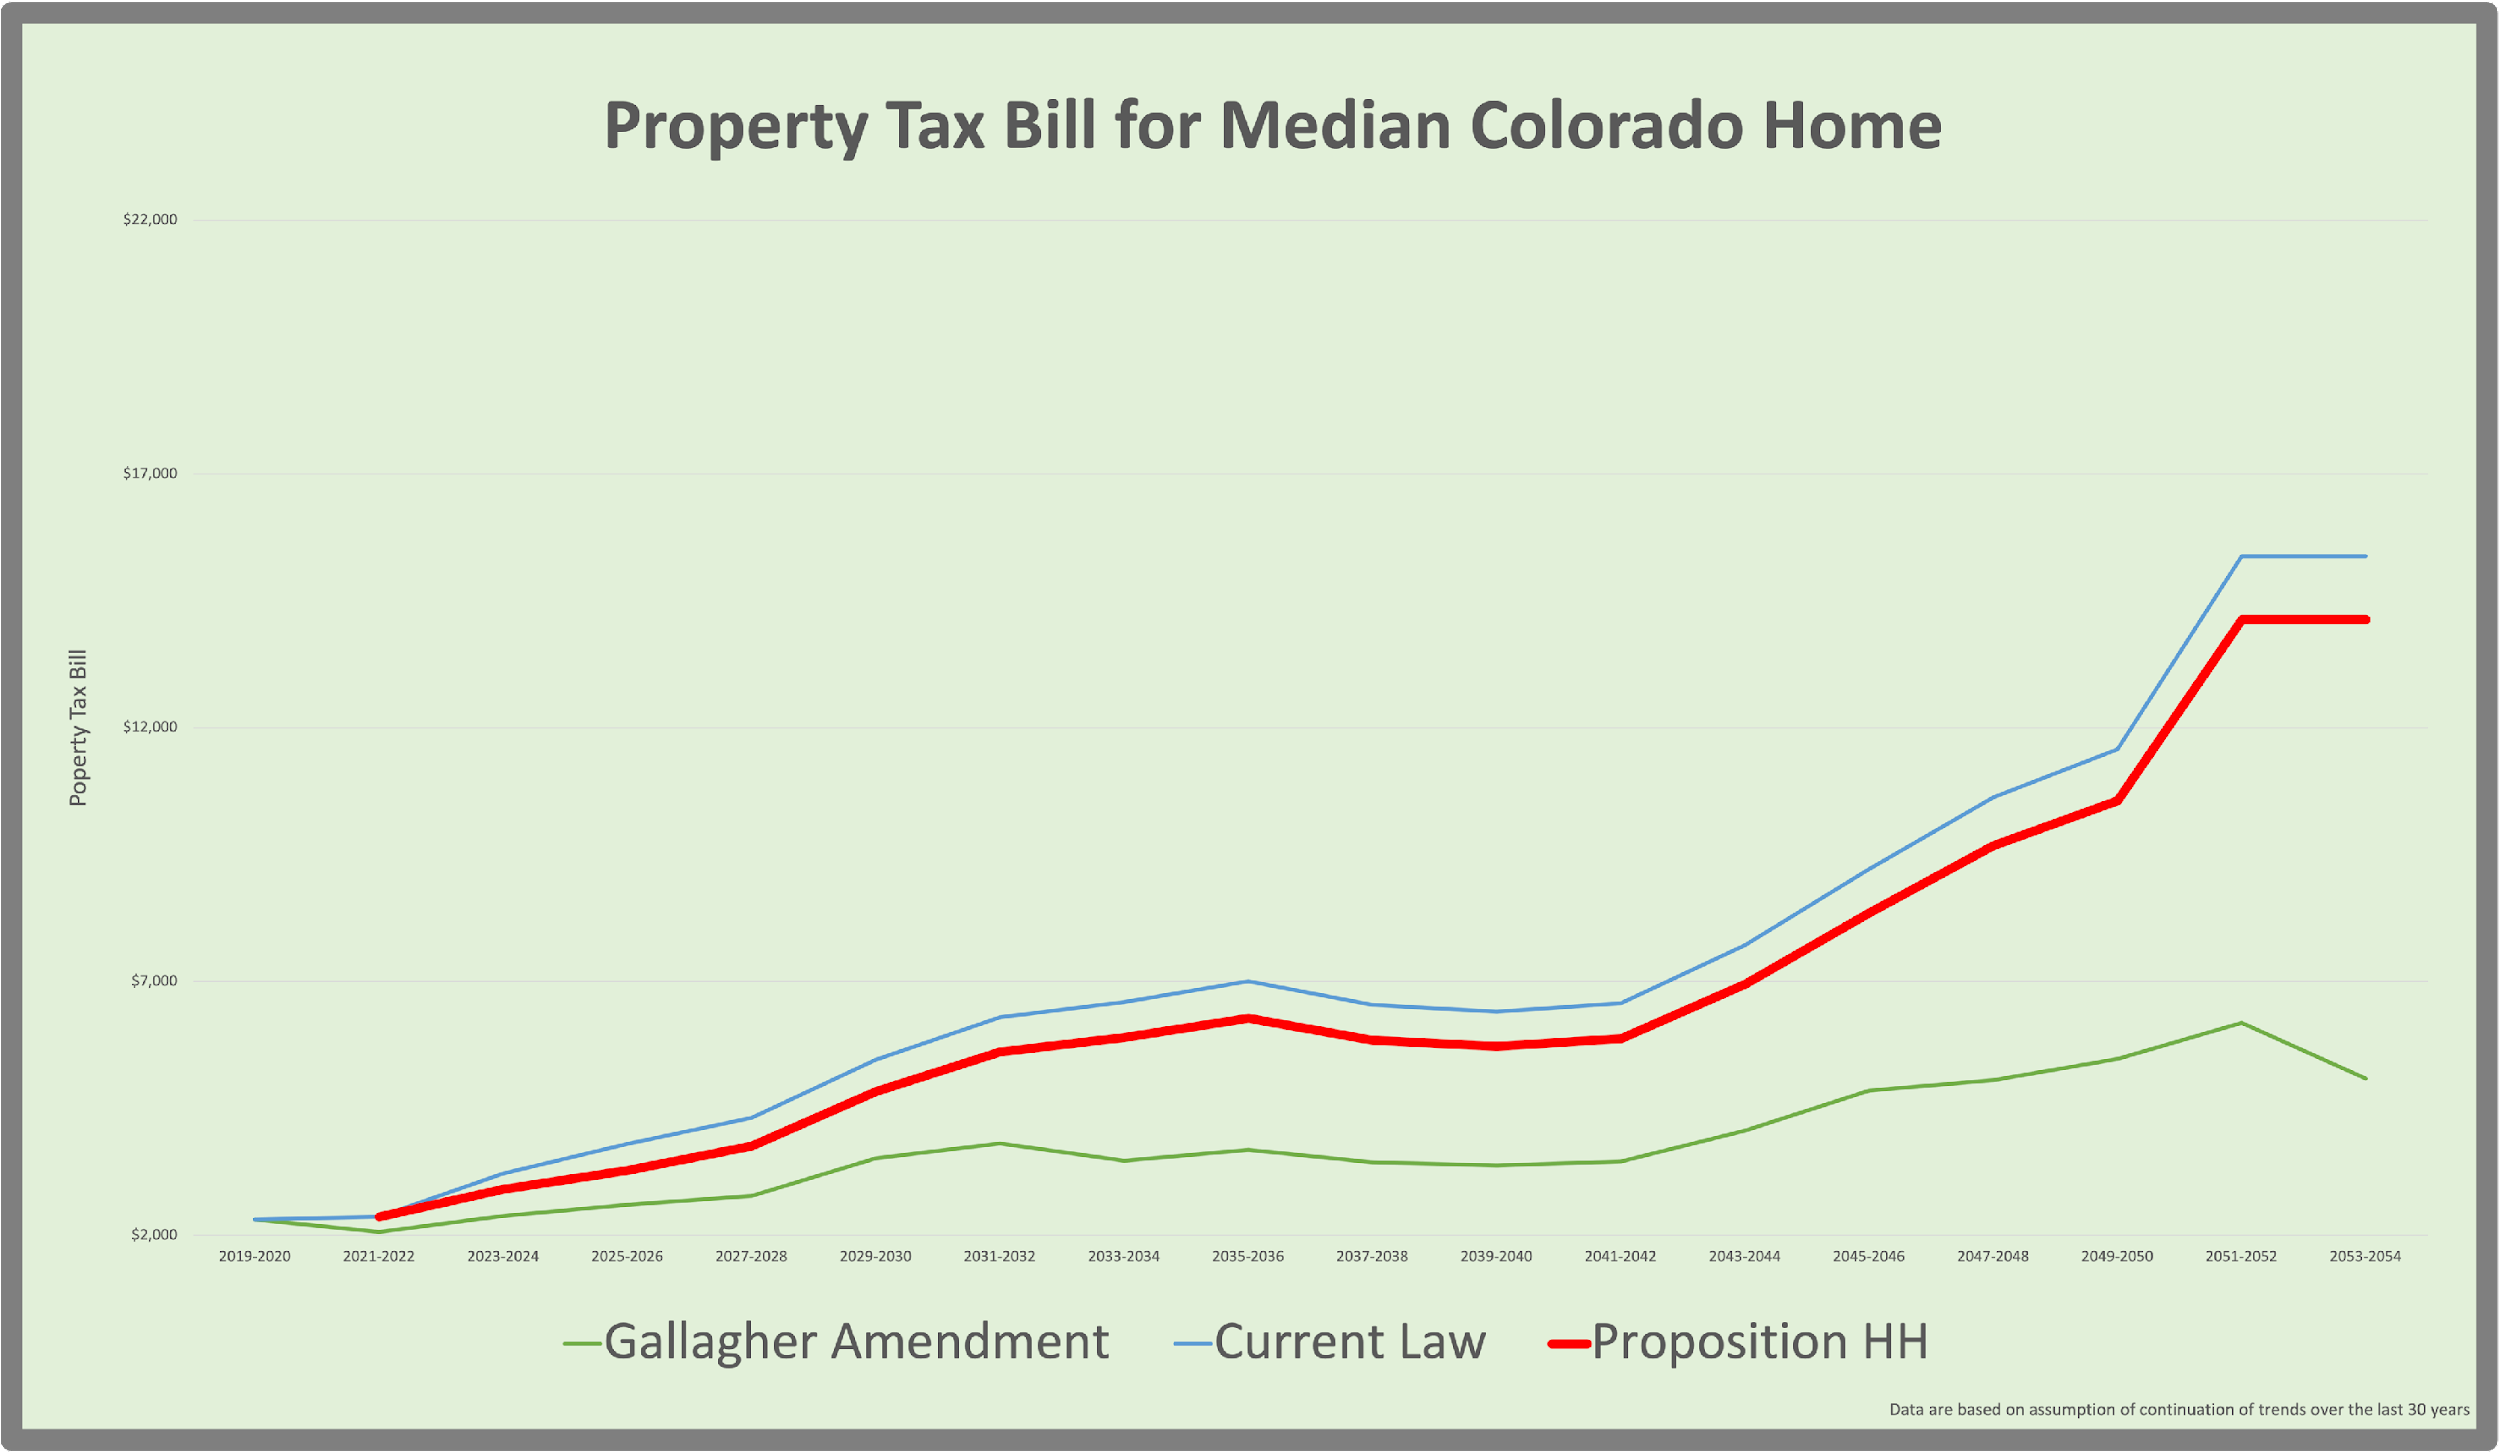 Property Tax Bill for Median Colorado Home
$22,000
$17,000
$12,000
$7,000
$2,000
Poperty Tax Bill
2019-2020 2021-2022 2023-2024 2025-2026 2027-2028 2029-2030 2031-2032 2033-2034 2035-2036 2037-2038 2039-2040 2041-2042 2043-2044 2045-2046 2047-2048 2049-2050 2051-2052 2053-2054
Gallagher Amendment Current Law Proposition HH
Data are based on assumption of continuation of trends over the last 30 years